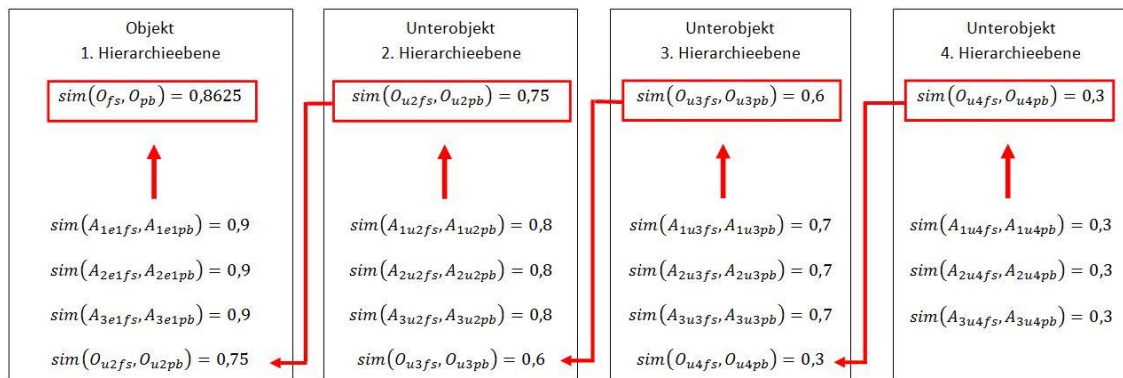 Objekt
1. Hierarchieebene
sim(O_fs, O_pb) = 0,8625
sim(A_1e1fs, A_1e1pb) = 0,9
sim(A_2e1fs, A_2e1pb) = 0,9
sim(A_3e1fs, A_3e1pb) = 0,9
sim(O_u2fs, O_u2pb) = 0,75
Unterobjekt
2. Hierarchieebene
sim(O_u2fs, O_u2pb) = 0,75
sim(A_1u2fs, A_1u2pb) = 0,8
sim(A_2u2fs, A_2u2pb) = 0,8
sim(A_3u2fs, A_3u2pb) = 0,8
sim(O_u3fs, O_u3pb) = 0,6
Unterobjekt
3. Hierarchieebene
sim(O_u3fs, O_u3pb) = 0,6
sim(A_1u3fs, A_1u3pb) = 0,7
sim(A_2u3fs, A_2u3pb) = 0,7
sim(A_3u3fs, A_3u3pb) = 0,7
sim(O_u4fs, O_u4pb) = 0,3
Unterobjekt
4. Hierarchieebene
sim(O_u4fs, O_u4pb) = 0,3
sim(A_1u4fs, A_1u4pb) = 0,3
sim(A_2u4fs, A_2u4pb) = 0,3
sim(A_3u4fs, A_3u4pb) = 0,3